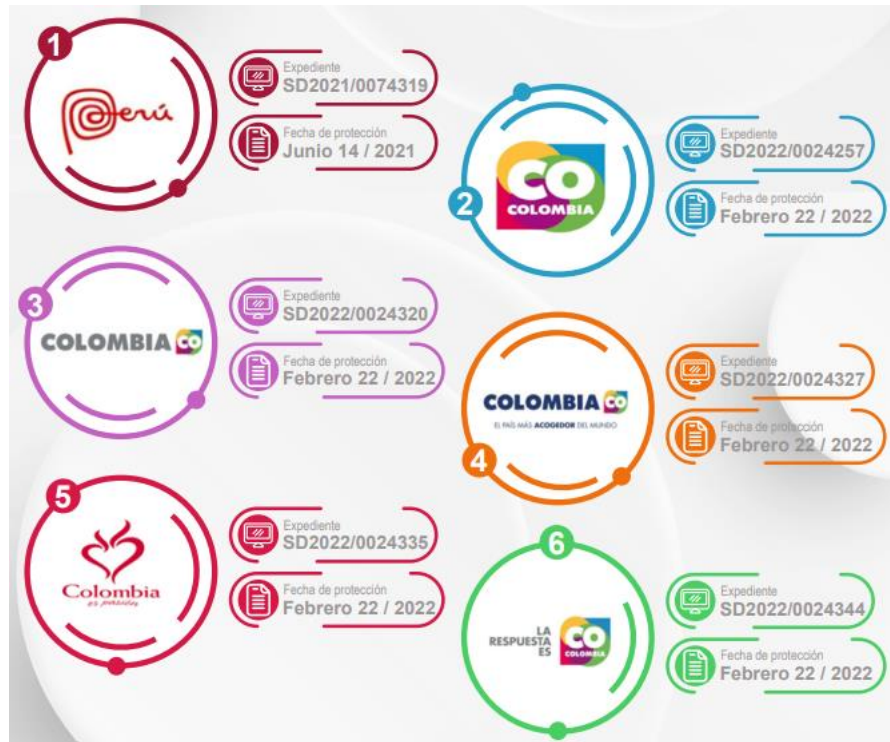 1
Perú
Expediente
SD2021/0074319
Fecha de protección
Junio 14 / 2021
2
CO
COLOMBIA
Expediente
SD2022/0024257
Fecha de protección
Febrero 22 / 2022
3
COLOMBIA CO
Expediente
SD2022/0024320
Fecha de protección
Febrero 22 / 2022
4
COLOMBIA CO
EL PAÍS MÁS ACOGEDOR DEL MUNDO
Expediente
SD2022/0024327
Fecha de protección
Febrero 22 / 2022
5
Colombia
es pasión
Expediente
SD2022/0024335
Fecha de protección
Febrero 22 / 2022
6
LA
RESPUESTA
ES
CO
COLOMBIA
Expediente
SD2022/0024344
Fecha de protección
Febrero 22 / 2022